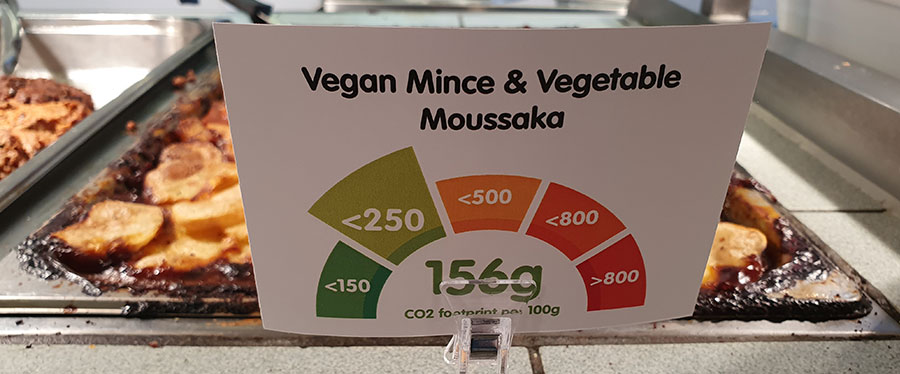 Vegan Mince & Vegetable
Moussaka
<150
<250
<500
<800
>800
156g
CO2 footprint per 100g